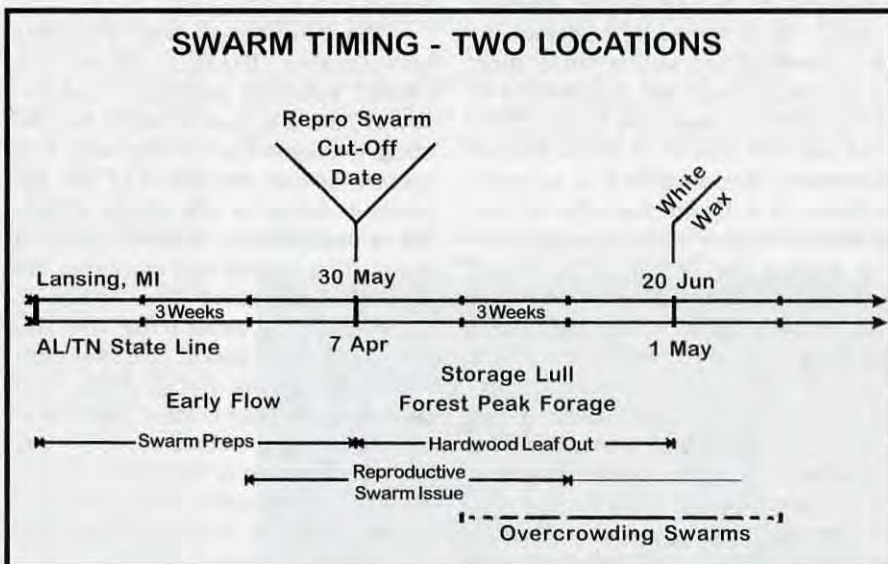 SWARM TIMING - TWO LOCATIONS
Repro Swarm
Cut-Off
Date
White
Wax
Lansing, MI
30 May
20 Jun
3 Weeks
3 Weeks
AL/TN State Line
7 Apr
1 May
Storage Lull
Early Flow
Forest Peak Forage
Swarm Preps
Hardwood Leaf Out
Reproductive
Swarm Issue
Overcrowding Swarms